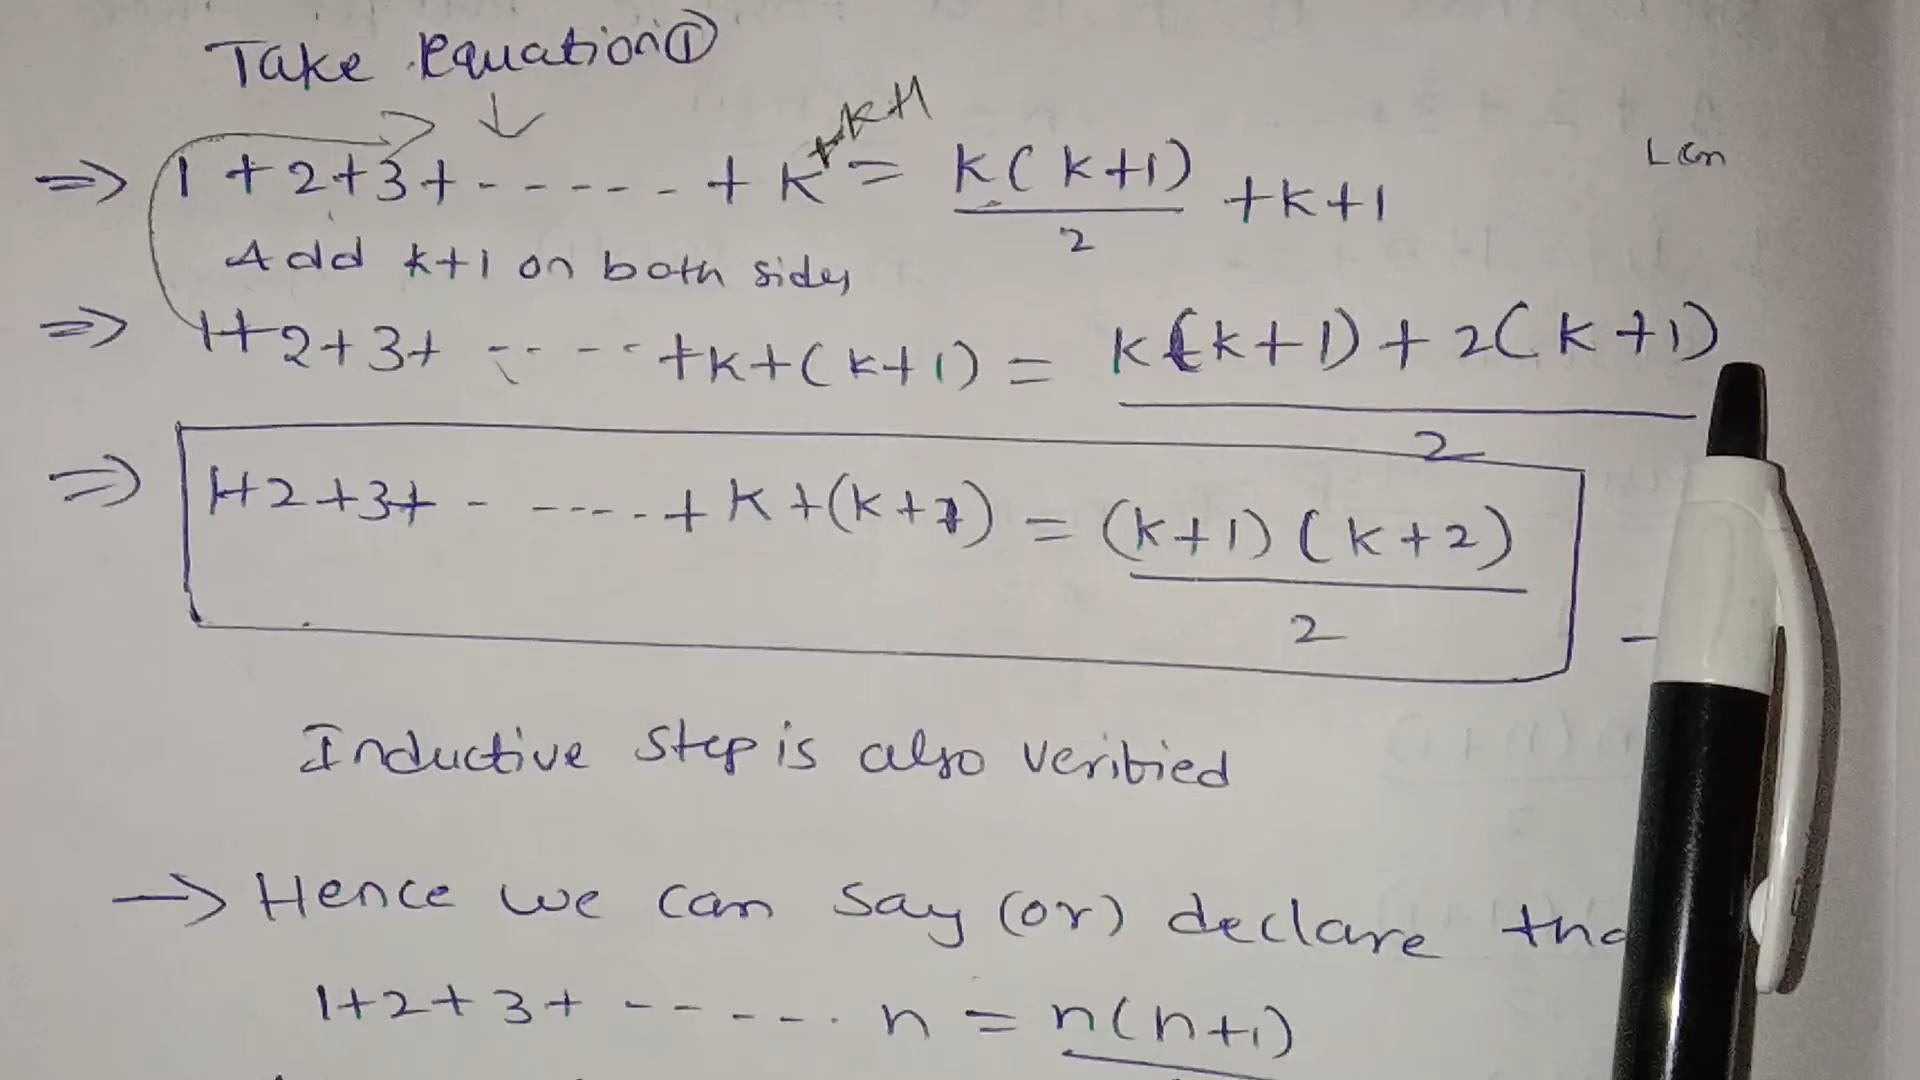 Take Equation①
⇒ 1+2+3+ - - - - - - + K + K+1 = K(K+1)/2 + K+1
Lcm
Add K+1 on both sides
⇒ 1+2+3+ - - - - - +K+(K+1) = K(K+1)+2(K+1)/2
⇒ 1+2+3+ - - - - - + K+(K+1) = (K+1)(K+2)/2
Inductive Step is also veribied
→ Hence we can say (or) declare tha
1+2+3+ - - - - - n = n(n+1)